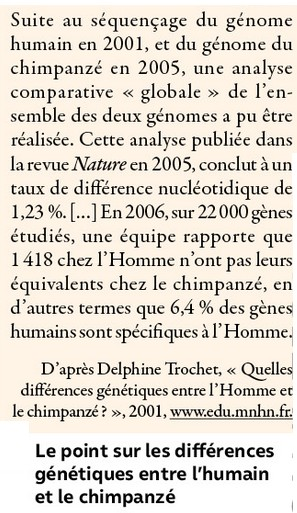 Suite au séquençage du génome
humain en 2001, et du génome du
chimpanzé en 2005, une analyse
comparative « globale » de l'en-
semble des deux génomes a pu être
réalisée. Cette analyse publiée dans
la revue Nature en 2005, conclut à un
taux de différence nucléotidique de
1,23 %. [...] En 2006, sur 22 000 gènes
étudiés, une équipe rapporte que
1 418 chez l'Homme n'ont pas leurs
équivalents chez le chimpanzé, en
d'autres termes que 6,4 % des gènes
humains sont spécifiques à l'Homme.
D'après Delphine Trochet, « Quelles
différences génétiques entre l'Homme et
le chimpanzé ? », 2001, www.edu.mnhn.fr.
Le point sur les différences
génétiques entre l'humain
et le chimpanzé